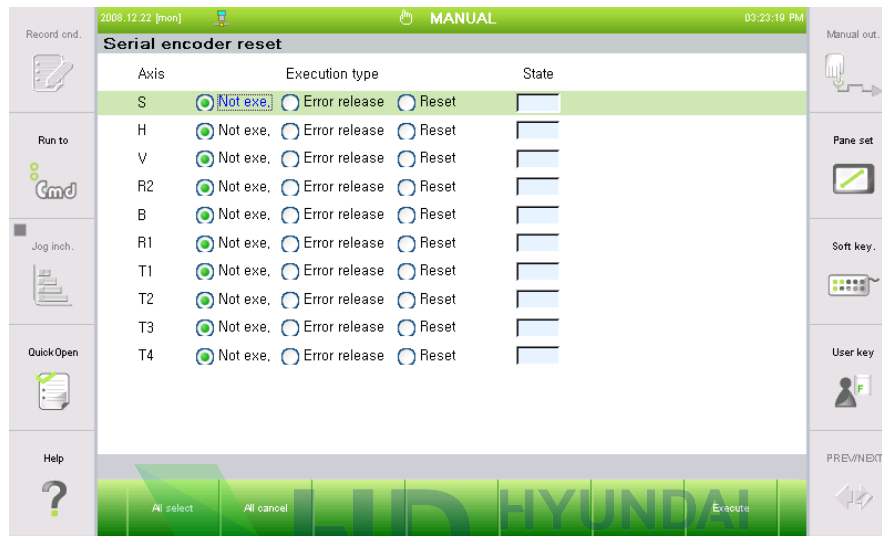 2008.12.22 [mon] MANUAL 03:23:19 PM
Serial encoder reset
Axis Execution type State
S Not exe, Error release Reset
H Not exe, Error release Reset
V Not exe, Error release Reset
R2 Not exe, Error release Reset
B Not exe, Error release Reset
R1 Not exe, Error release Reset
T1 Not exe, Error release Reset
T2 Not exe, Error release Reset
T3 Not exe, Error release Reset
T4 Not exe, Error release Reset
Record cnd.
Run to
Cmd
Jog inch.
QuickOpen
Help
?
Manual out.
Pane set
Soft key.
User key
F
PREV/NEXT
All select All cancel Execute
HD HYUNDAI